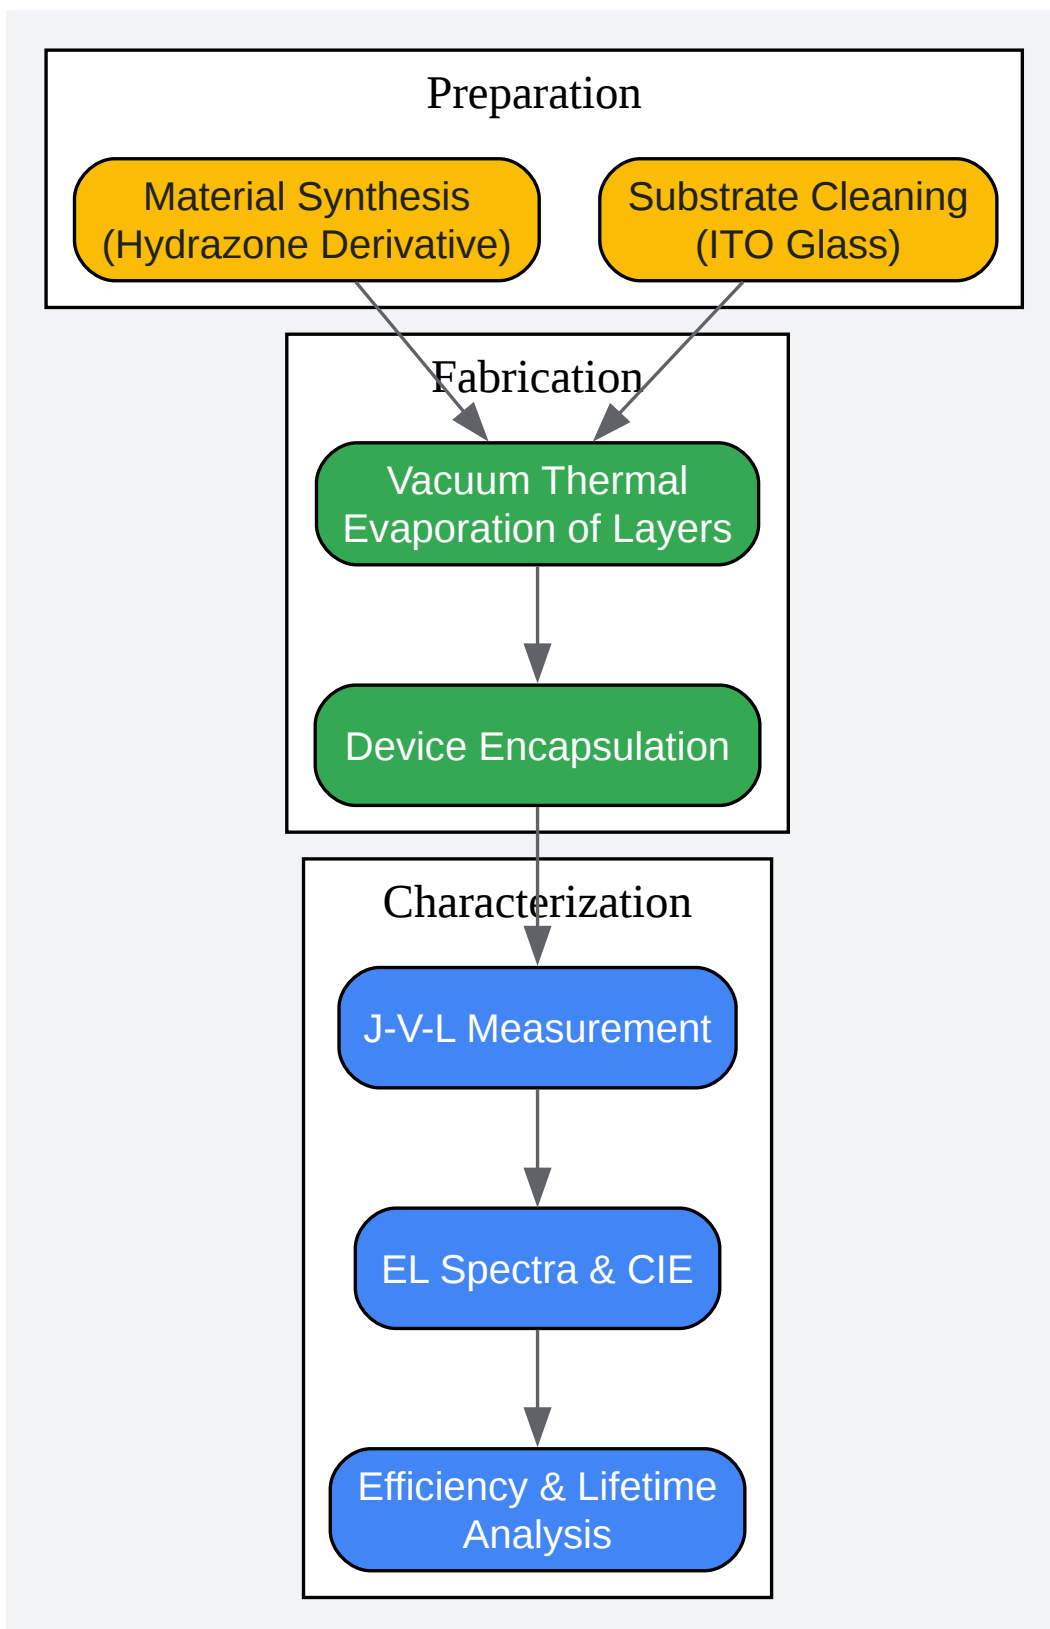 Preparation
Material Synthesis
(Hydrazone Derivative)
Substrate Cleaning
(ITO Glass)
Fabrication
Vacuum Thermal
Evaporation of Layers
Device Encapsulation
Characterization
J-V-L Measurement
EL Spectra & CIE
Efficiency & Lifetime
Analysis